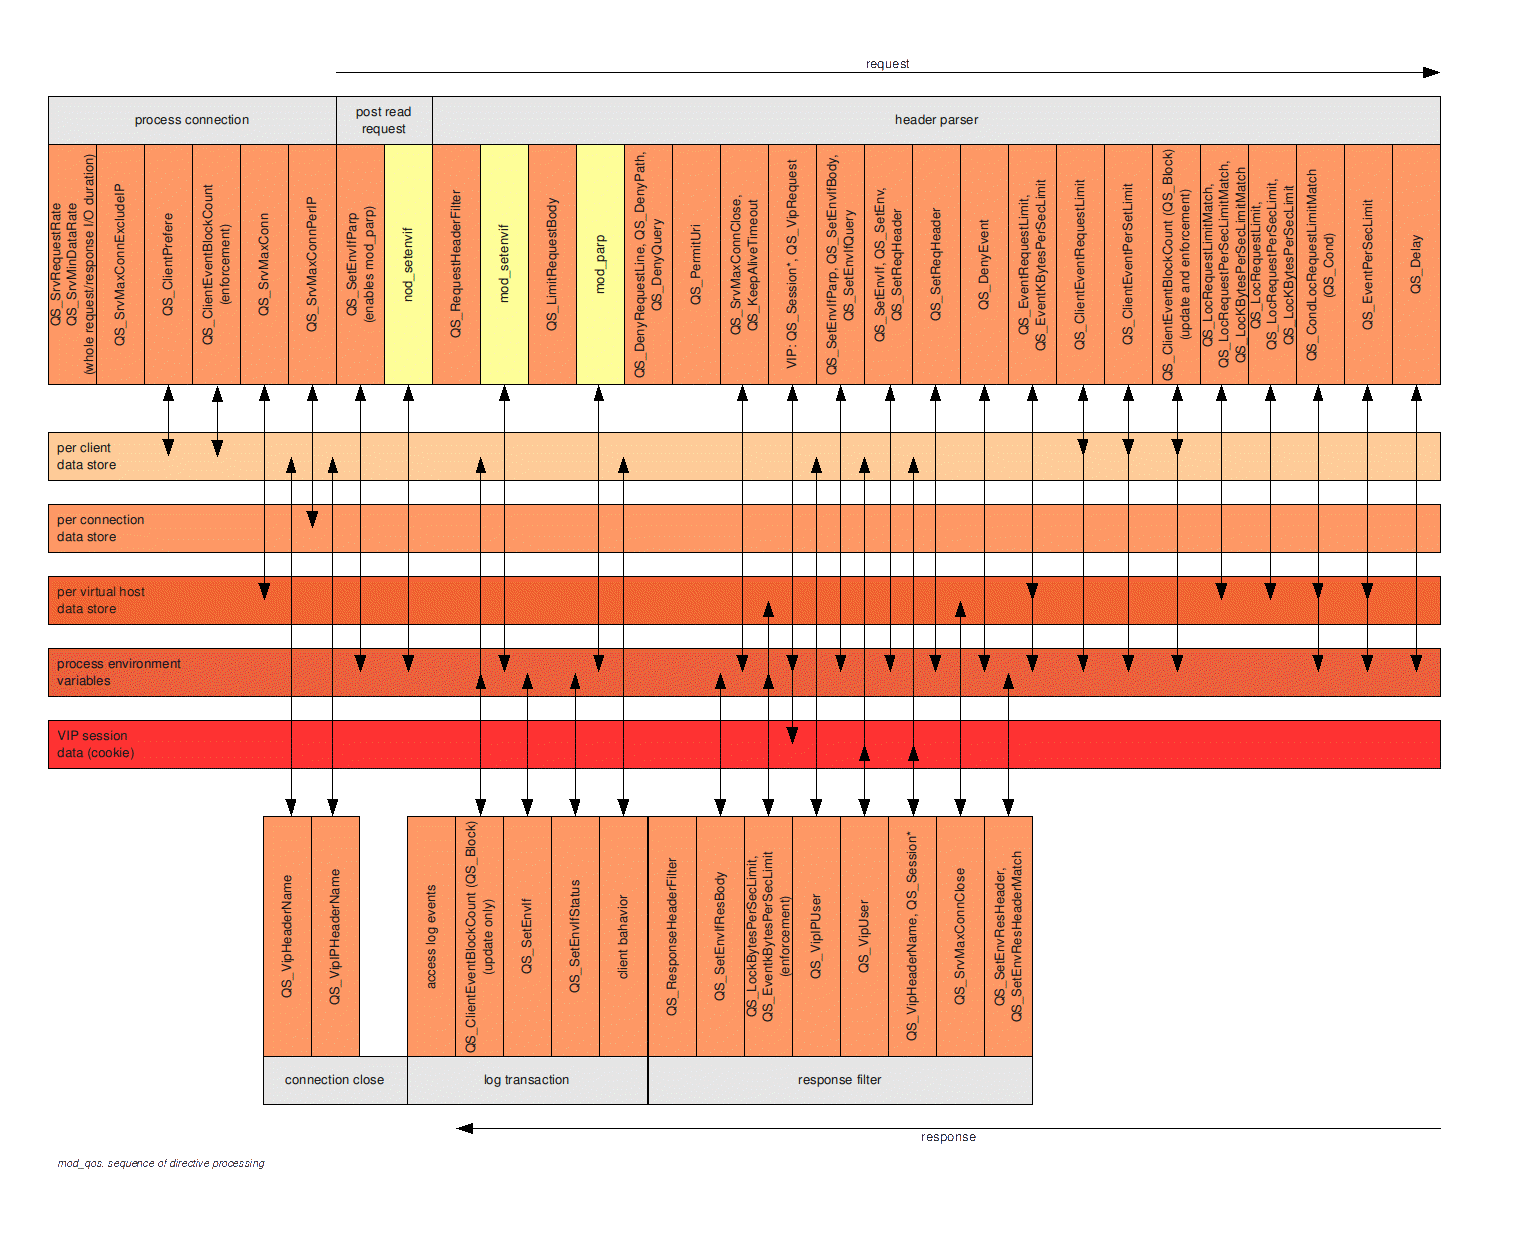 request
process connection
post read
request
header parser
QS_SrvRequestRate
QS_SrvMinDataRate
(whole request/response I/O duration)
QS_SrvMaxConnExcludeIP
QS_ClientPrefere
QS_ClientEventBlockCount
(enforcement)
QS_SrvMaxConn
QS_SrvMaxConnPerIP
QS_SetEnvIfParp
(enables mod_parp)
nod_setenvif
QS_RequestHeaderFilter
mod_setenvif
QS_LimitRequestBody
mod_parp
QS_DenyRequestLine, QS_DenyPath,
QS_DenyQuery
QS_PermitUri
QS_SrvMaxConnClose,
QS_KeepAliveTimeout
VIP: QS_Session*, QS_VipRequest
QS_SetEnvIfParp, QS_SetEnvIfBody,
QS_SetEnvIfQuery
QS_SetEnvIf, QS_SetEnv,
QS_SetReqHeader
QS_SetReqHeader
QS_DenyEvent
QS_EventRequestLimit,
QS_EventKBytesPerSecLimit
QS_ClientEventRequestLimit
QS_ClientEventPerSetLimit
QS_ClientEventBlockCount (QS_Block)
(update and enforcement)
QS_LocRequestLimitMatch,
QS_LocRequestPerSecLimitMatch,
QS_LocKBytesPerSecLimitMatch
QS_LocRequestLimit,
QS_LocRequestPerSecLimit,
QS_LocKBytesPerSecLimit
QS_CondLocRequestLimitMatch
(QS_Cond)
QS_EventPerSecLimit
QS_Delay
per client
data store
per connection
data store
per virtual host
data store
process environment
variables
VIP session
data (cookie)
QS_VipHeaderName
QS_VipIPHeaderName
access log events
QS_ClientEventBlockCount (QS_Block)
(update only)
QS_SetEnvIf
QS_SetEnvIfStatus
client bahavior
QS_ResponseHeaderFilter
QS_SetEnvIfResBody
QS_LockBytesPerSecLimit,
QS_EventkBytesPerSecLimit
(enforcement)
QS_VipIPUser
QS_VipUser
QS_VipHeaderName, QS_Session*
QS_SrvMaxConnClose
QS_SetEnvResHeader,
QS_SetEnvResHeaderMatch
connection close
log transaction
response filter
response
mod_qos. sequence of directive processing